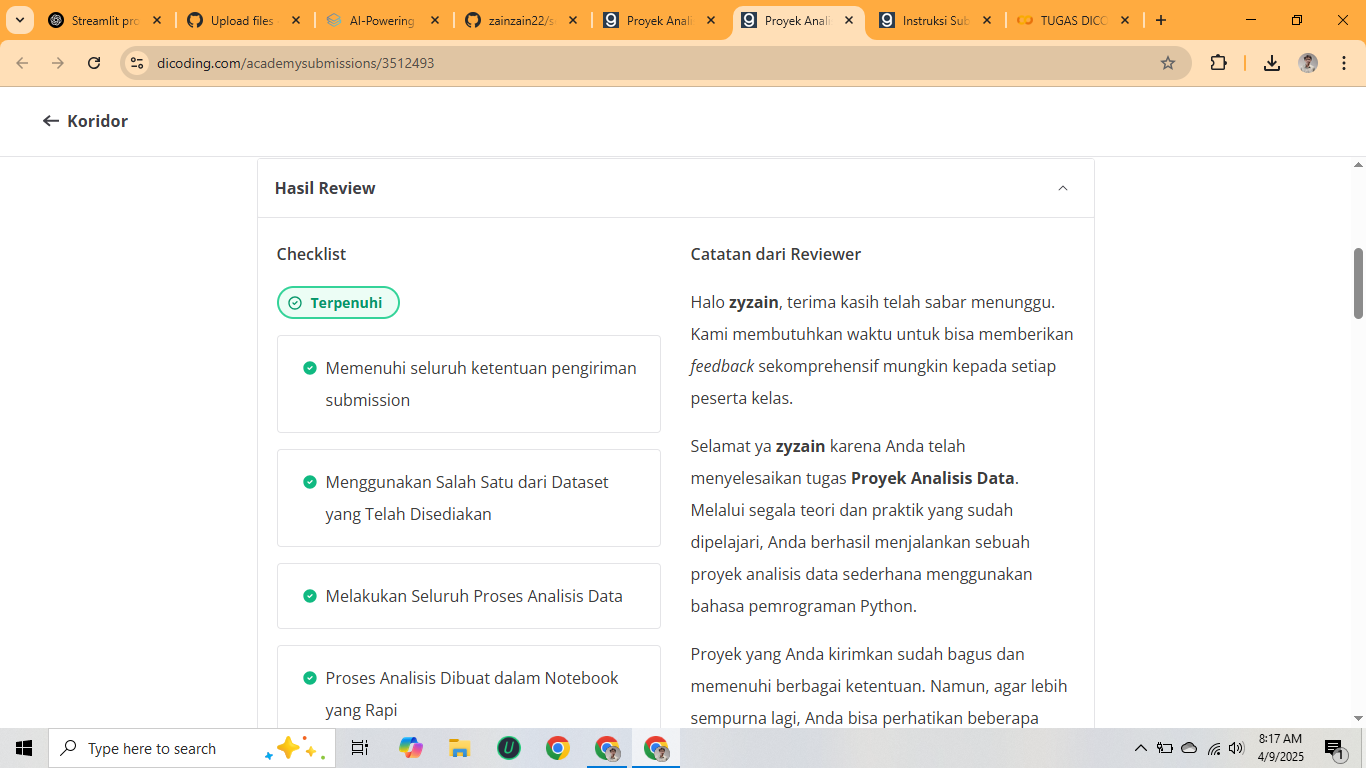 Streamlit pro
Upload files
AI-Powering
zainzain22/s
Proyek Anali
Proyek Anali
Instruksi Sub
TUGAS DICO
dicoding.com/academysubmissions/3512493
Koridor
Hasil Review
Checklist
Terpenuhi
Memenuhi seluruh ketentuan pengiriman
submission
Menggunakan Salah Satu dari Dataset
yang Telah Disediakan
Melakukan Seluruh Proses Analisis Data
Proses Analisis Dibuat dalam Notebook
yang Rapi
Catatan dari Reviewer
Halo zyzain, terima kasih telah sabar menunggu.
Kami membutuhkan waktu untuk bisa memberikan
feedback sekomprehensif mungkin kepada setiap
peserta kelas.
Selamat ya zyzain karena Anda telah
menyelesaikan tugas Proyek Analisis Data.
Melalui segala teori dan praktik yang sudah
dipelajari, Anda berhasil menjalankan sebuah
proyek analisis data sederhana menggunakan
bahasa pemrograman Python.
Proyek yang Anda kirimkan sudah bagus dan
memenuhi berbagai ketentuan. Namun, agar lebih
sempurna lagi, Anda bisa perhatikan beberapa
Type here to search
8:17 AM
4/9/2025
1